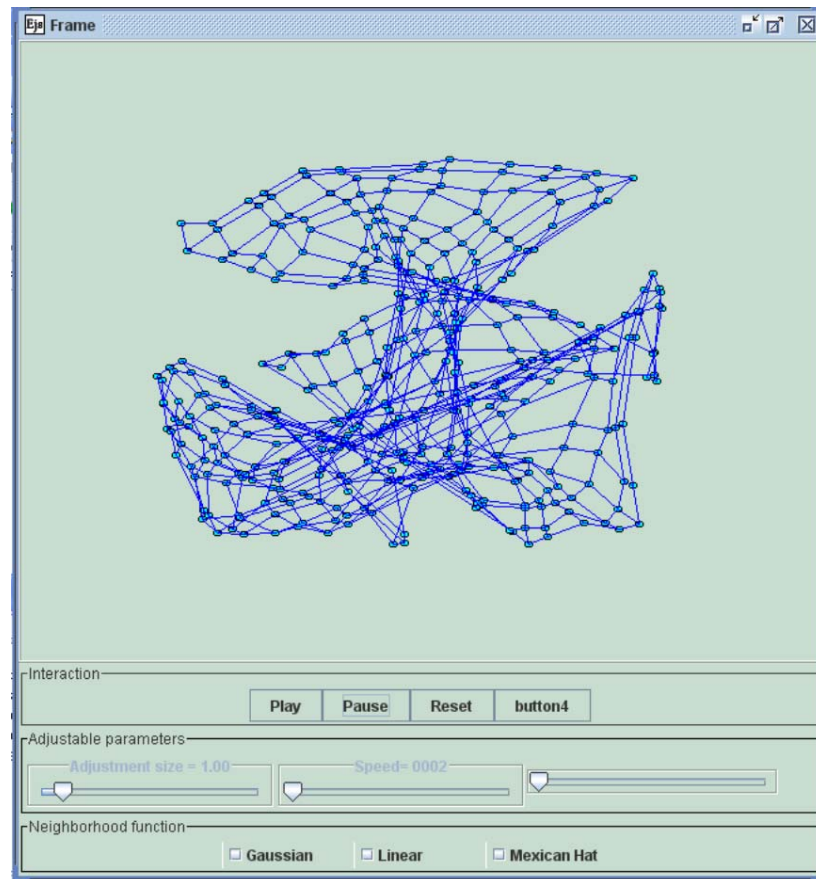 Ejs Frame
Interaction
Play Pause Reset button4
Adjustable parameters
Adjustment size = 1.00 Speed= 0002
Neighborhood function
Gaussian Linear Mexican Hat